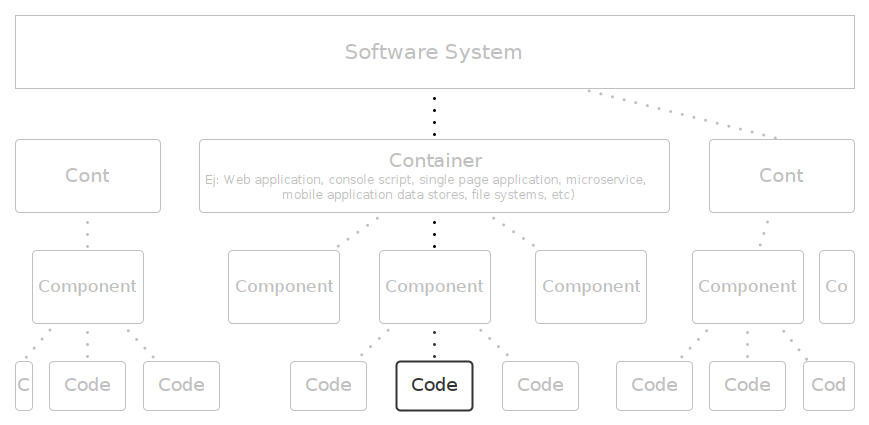 Software System
Cont
Container
Ej: Web application, console script, single page application, microservice,
mobile application data stores, file systems, etc)
Cont
Component
Component
Component
Component
Component
Co
C
Code
Code
Code
Code
Code
Code
Code
Cod